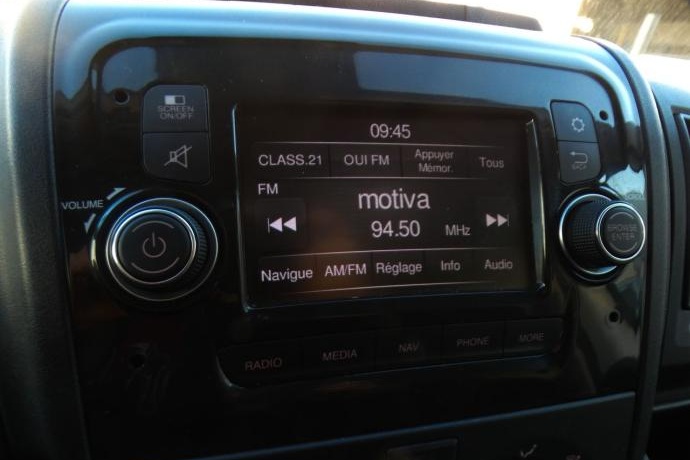 SCREEN
ON/OFF
VOLUME
09:45
CLASS.21 OUI FM Appuyer Mémor. Tous
FM
motiva
94.50 MHz
Navigue AM/FM Réglage Info Audio
BACK
BROWSE
ENTER
RADIO MEDIA NAV PHONE MORE